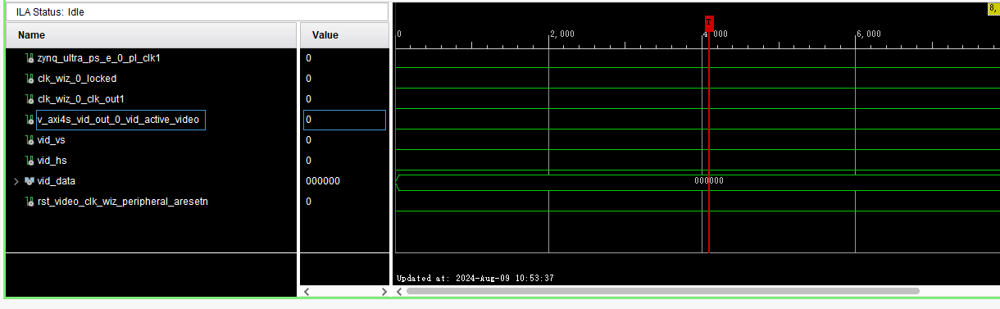 ILA Status: Idle
Name Value
8,
T
0 2,000 4,000 6,000
zynq_ultra_ps_e_0_pl_clk1 0
clk_wiz_0_locked 0
clk_wiz_0_clk_out1 0
v_axi4s_vid_out_0_vid_active_video 0
vid_vs 0
vid_hs 0
vid_data 000000 000000
rst_video_clk_wiz_peripheral_aresetn 0
Updated at: 2024-Aug-09 10:53:37